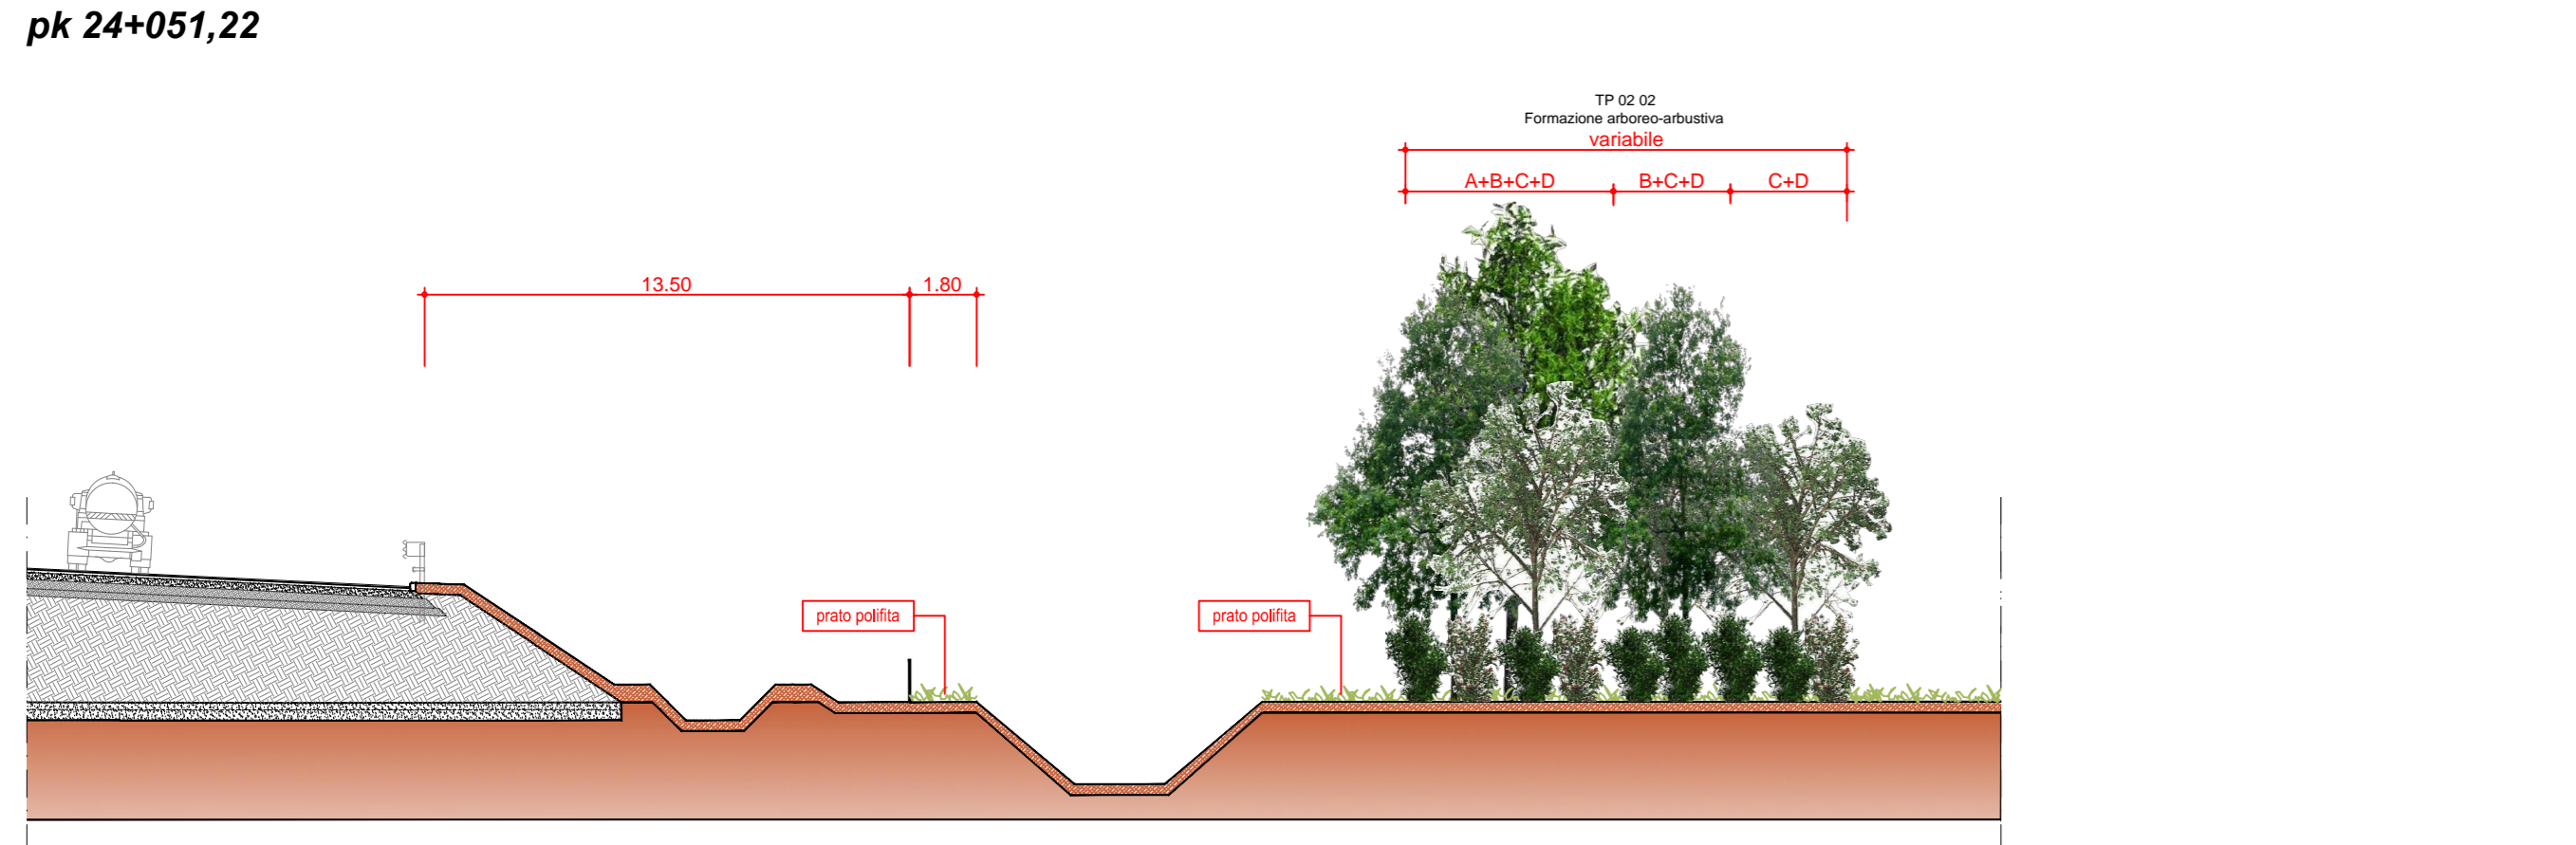 pk 24+051,22
TP 02 02
Formazione arboreo-arbustiva
variabile
A+B+C+D B+C+D C+D
13.50 1.80
prato polifita prato polifita